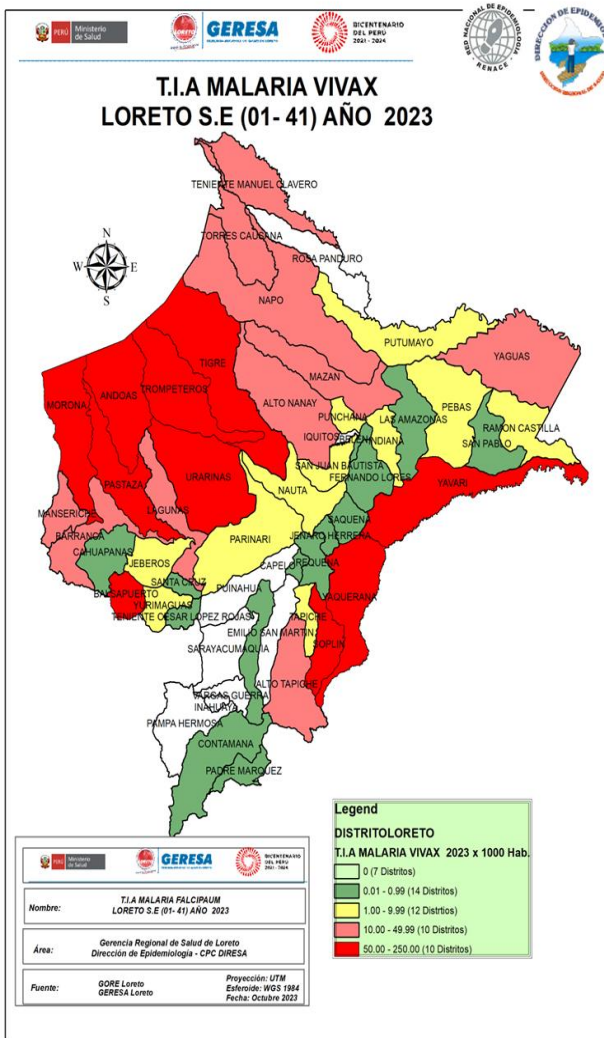 PERÚ Ministerio de Salud
GERESA
BICENTENARIO DEL PERÚ 2021 - 2024
RED NACIONAL DE EPIDEMIOLOGIA
RENACE
T.I.A MALARIA VIVAX
LORETO S.E (01- 41) AÑO 2023
N
W E
S
TENIENTE MANUEL CLAVERO
TORRES CAUSANA
ROSA PANDURO
NAPO
PUTUMAYO
YAGUAS
TIGRE
MAZAN
TROMPETEROS
ANDOAS
MORONA
ALTO NANAY
PUNCHANA
LAS AMAZONAS
PEBAS
RAMON CASTILLA
IQUITOS
BELEN
INDIANA
SAN PABLO
SAN JUAN BAUTISTA
FERNANDO LORES
URARINAS
PASTAZA
NAUTA
YAVARI
LAGUNAS
MANSERICHE
SAQUENA
BARRANCA
PARINARI
JENARO HERRERA
CAHUAPANAS
JEBEROS
CAPELO
REQUENA
SANTA CRUZ
PUINAHUA
YAQUERANA
BALSAPUERTO
YURIMAGUAS
TENIENTE CESAR LOPEZ ROJAS
TAPICHE
EMILIO SAN MARTIN
SOPLIN
SARAYACU
MAQUIA
ALTO TAPICHE
VARGAS GUERRA
INAHUAYA
PAMPA HERMOSA
CONTAMANA
PADRE MARQUEZ
Legend
DISTRITOLORETO
T.I.A MALARIA VIVAX 2023 x 1000 Hab.
0 (7 Distritos)
0.01 - 0.99 (14 Distritos)
1.00 - 9.99 (12 Distrtios)
10.00 - 49.99 (10 Distritos)
50.00 - 250.00 (10 Distritos)
PERÚ Ministerio de Salud
GERESA
BICENTENARIO DEL PERÚ 2021 - 2024
Nombre: T.I.A MALARIA FALCIPAUM
LORETO S.E (01- 41) AÑO 2023
Área: Gerencia Regional de Salud de Loreto
Dirección de Epidemiología - CPC DIRESA
Fuente: GORE Loreto
GERESA Loreto
Proyección: UTM
Esferoide: WGS 1984
Fecha: Octubre 2023